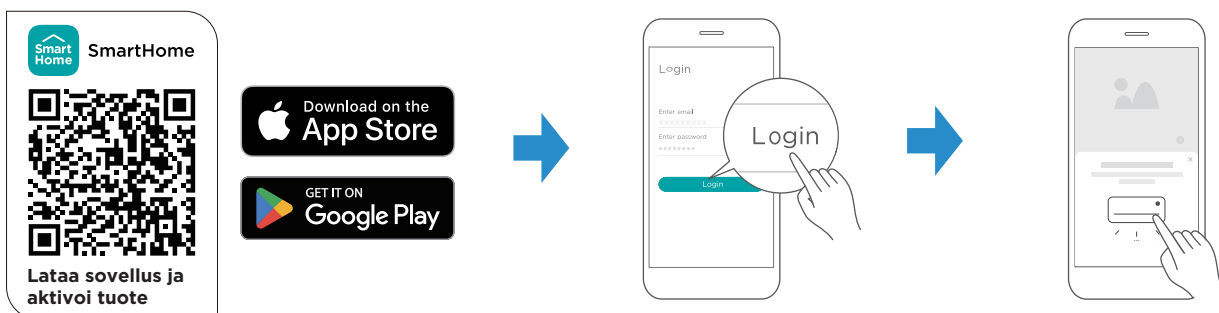 Smart
Home
SmartHome
Lataa sovellus ja
aktivoi tuote
Download on the
App Store
GET IT ON
Google Play
Login
Enter email
XXXXXXXXX
Enter password
Login
Login